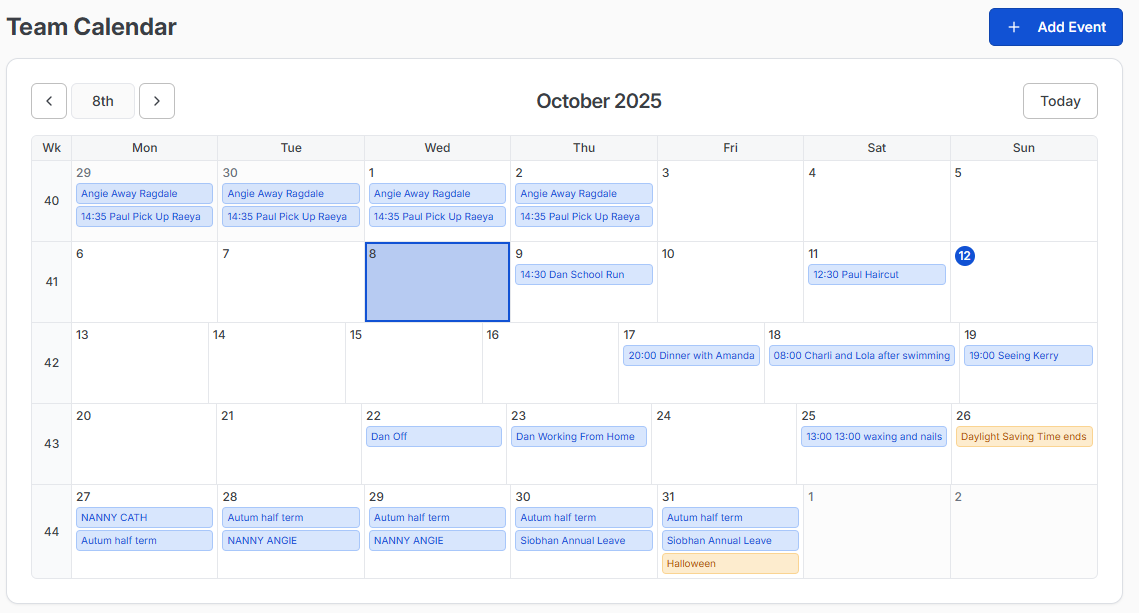 Team Calendar
+ Add Event
< 8th >
October 2025
Today
Wk Mon Tue Wed Thu Fri Sat Sun
40
29
Angie Away Ragdale
14:35 Paul Pick Up Raeya
30
Angie Away Ragdale
14:35 Paul Pick Up Raeya
1
Angie Away Ragdale
14:35 Paul Pick Up Raeya
2
Angie Away Ragdale
14:35 Paul Pick Up Raeya
3
4
5
41
6
7
8
9
14:30 Dan School Run
10
11
12:30 Paul Haircut
12
42
13
14
15
16
17
20:00 Dinner with Amanda
18
08:00 Charli and Lola after swimming
19
19:00 Seeing Kerry
43
20
21
22
Dan Off
23
Dan Working From Home
24
25
13:00 13:00 waxing and nails
26
Daylight Saving Time ends
44
27
NANNY CATH
Autum half term
28
Autum half term
NANNY ANGIE
29
Autum half term
NANNY ANGIE
30
Autum half term
Siobhan Annual Leave
31
Autum half term
Siobhan Annual Leave
Halloween
1
2